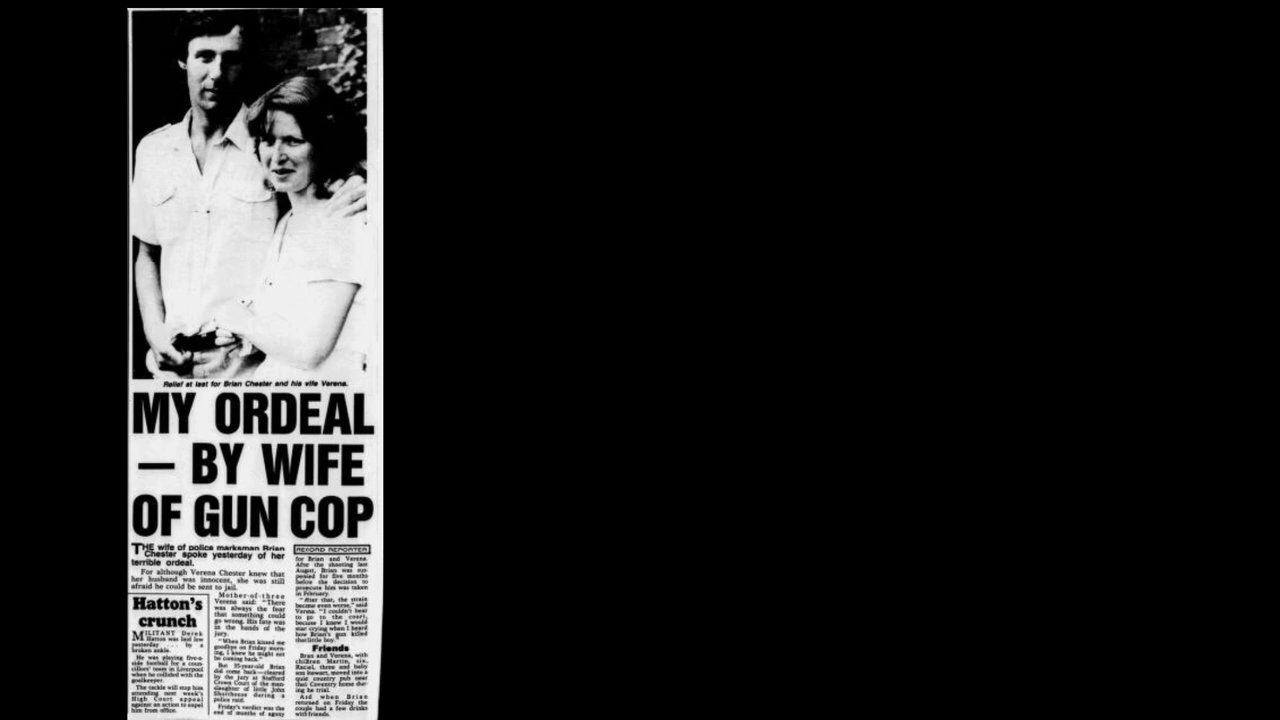 Relief at last for Brian Chester and his wife Verena.
MY ORDEAL
— BY WIFE
OF GUN COP
THE wife of police marksman Brian
Chester spoke yesterday of her
terrible ordeal.
For although Verena Chester knew that
her husband was innocent, she was still
afraid he could be sent to jail.
Mother-of-three
Verena said: "There
was always the fear
that something could
go wrong. His fate was
in the hands of the
jury.
"When Brian kissed me
goodbye on Friday morn-
ing, I knew he might not
be coming back."
But 35-year-old Brian
did come back—cleared
by the jury at Stafford
Crown Court of the man-
slaughter of little John
Shorthouse during a
police raid.
Friday's verdict was the
end of months of agony
RECORD REPORTER
for Brian and Verena.
After the shooting last
August, Brian was sus-
pended for five months
before the decision to
prosecute him was taken
in February.
"After that, the strain
became even worse," said
Verena. "I couldn't bear
to go to the court,
because I knew I would
start crying when I heard
how Brian's gun killed
that little boy."
Friends
Brian and Verena, with
children Martin, six,
Rachel, three and baby
son Stewart, moved into a
quiet country pub near
their Coventry home dur-
ing he trial.
And when Brian
returned on Friday the
couple had a few drinks
with friends.
Hatton's
crunch
MILITANT Derek
Hatton was laid low
yesterday . . . by a
broken ankle.
He was playing five-a-
side football for a coun-
cillors' team in Liverpool
when he collided with the
goalkeeper.
The tackle will stop him
attending next week's
High Court appeal
against an action to expel
him from office.